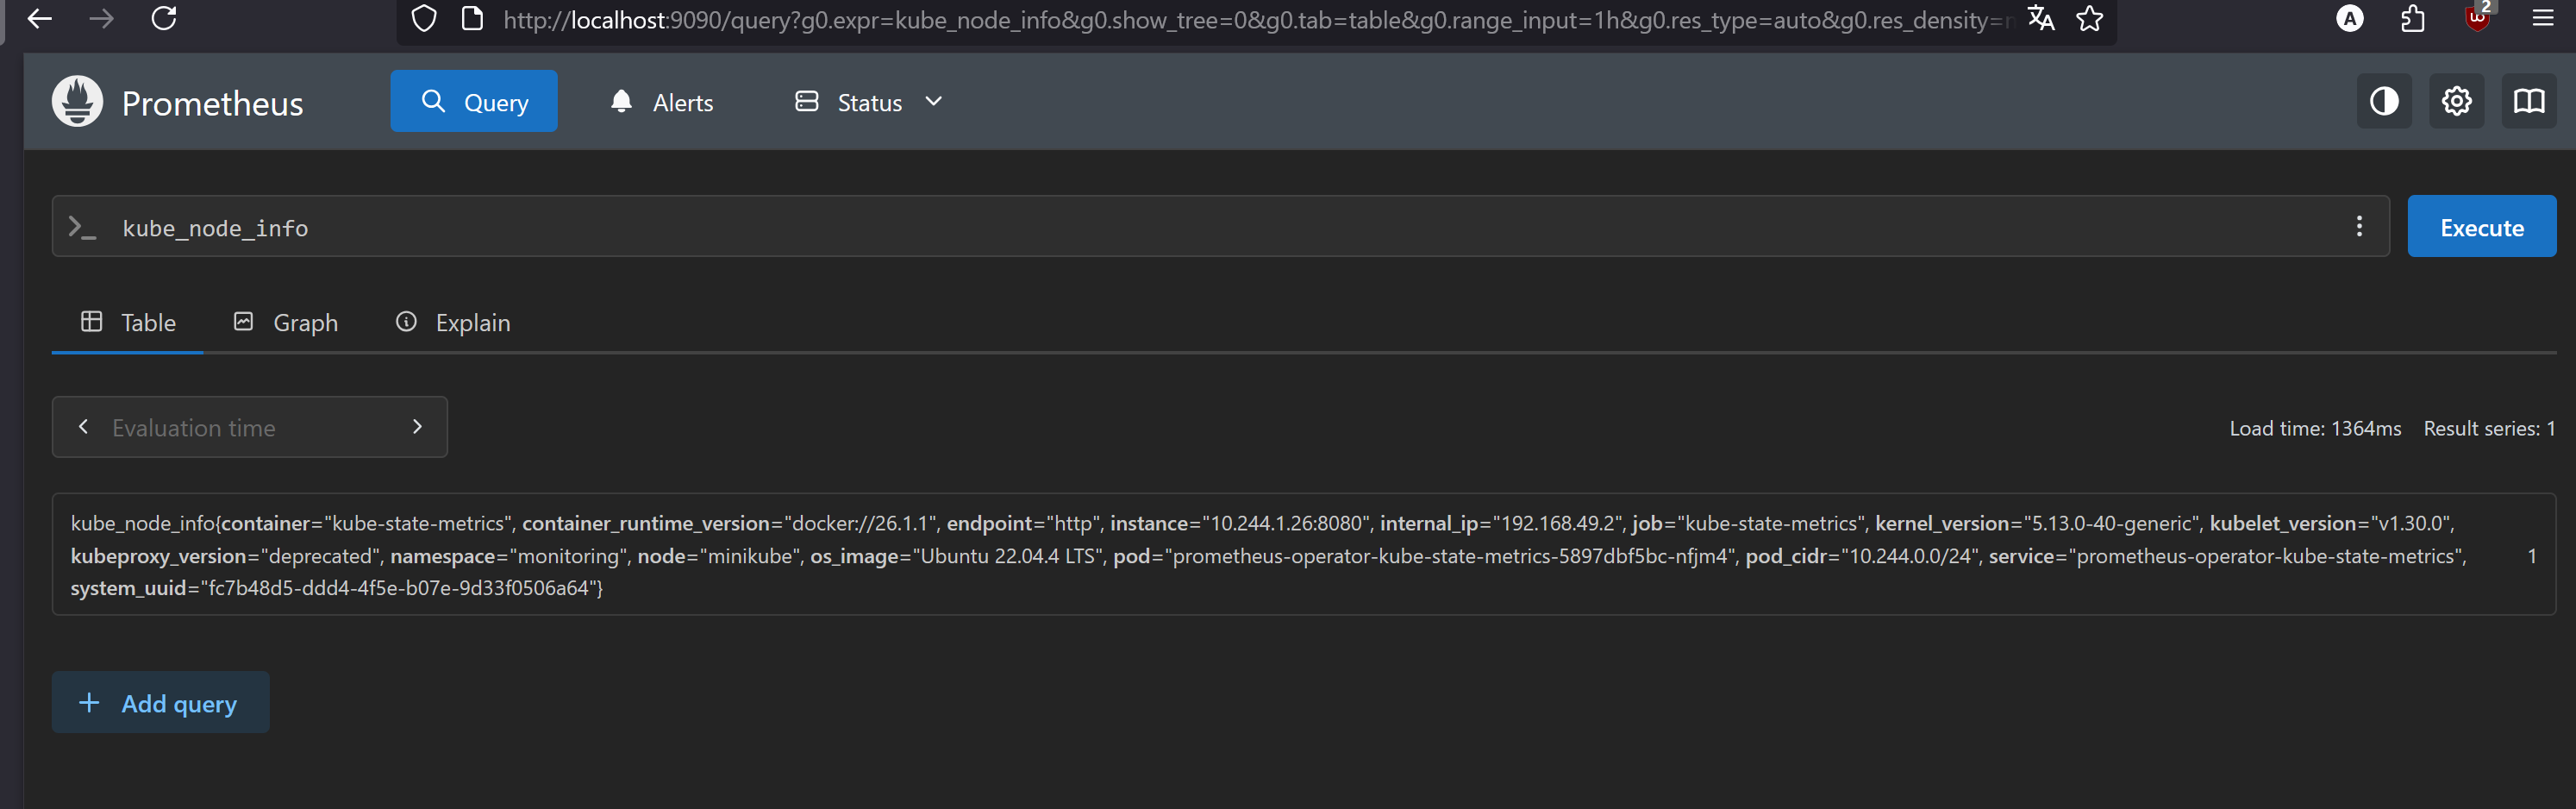 http://localhost:9090/query?g0.expr=kube_node_info&g0.show_tree=0&g0.tab=table&g0.range_input=1h&g0.res_type=auto&g0.res_density=
A
2
Prometheus
Query
Alerts
Status
kube_node_info
Execute
Table
Graph
Explain
Evaluation time
Load time: 1364ms
Result series: 1
kube_node_info{container="kube-state-metrics", container_runtime_version="docker://26.1.1", endpoint="http", instance="10.244.1.26:8080", internal_ip="192.168.49.2", job="kube-state-metrics", kernel_version="5.13.0-40-generic", kubelet_version="v1.30.0",
kubeproxy_version="deprecated", namespace="monitoring", node="minikube", os_image="Ubuntu 22.04.4 LTS", pod="prometheus-operator-kube-state-metrics-5897dbf5bc-nfjm4", pod_cidr="10.244.0.0/24", service="prometheus-operator-kube-state-metrics",
system_uuid="fc7b48d5-ddd4-4f5e-b07e-9d33f0506a64"}
1
Add query